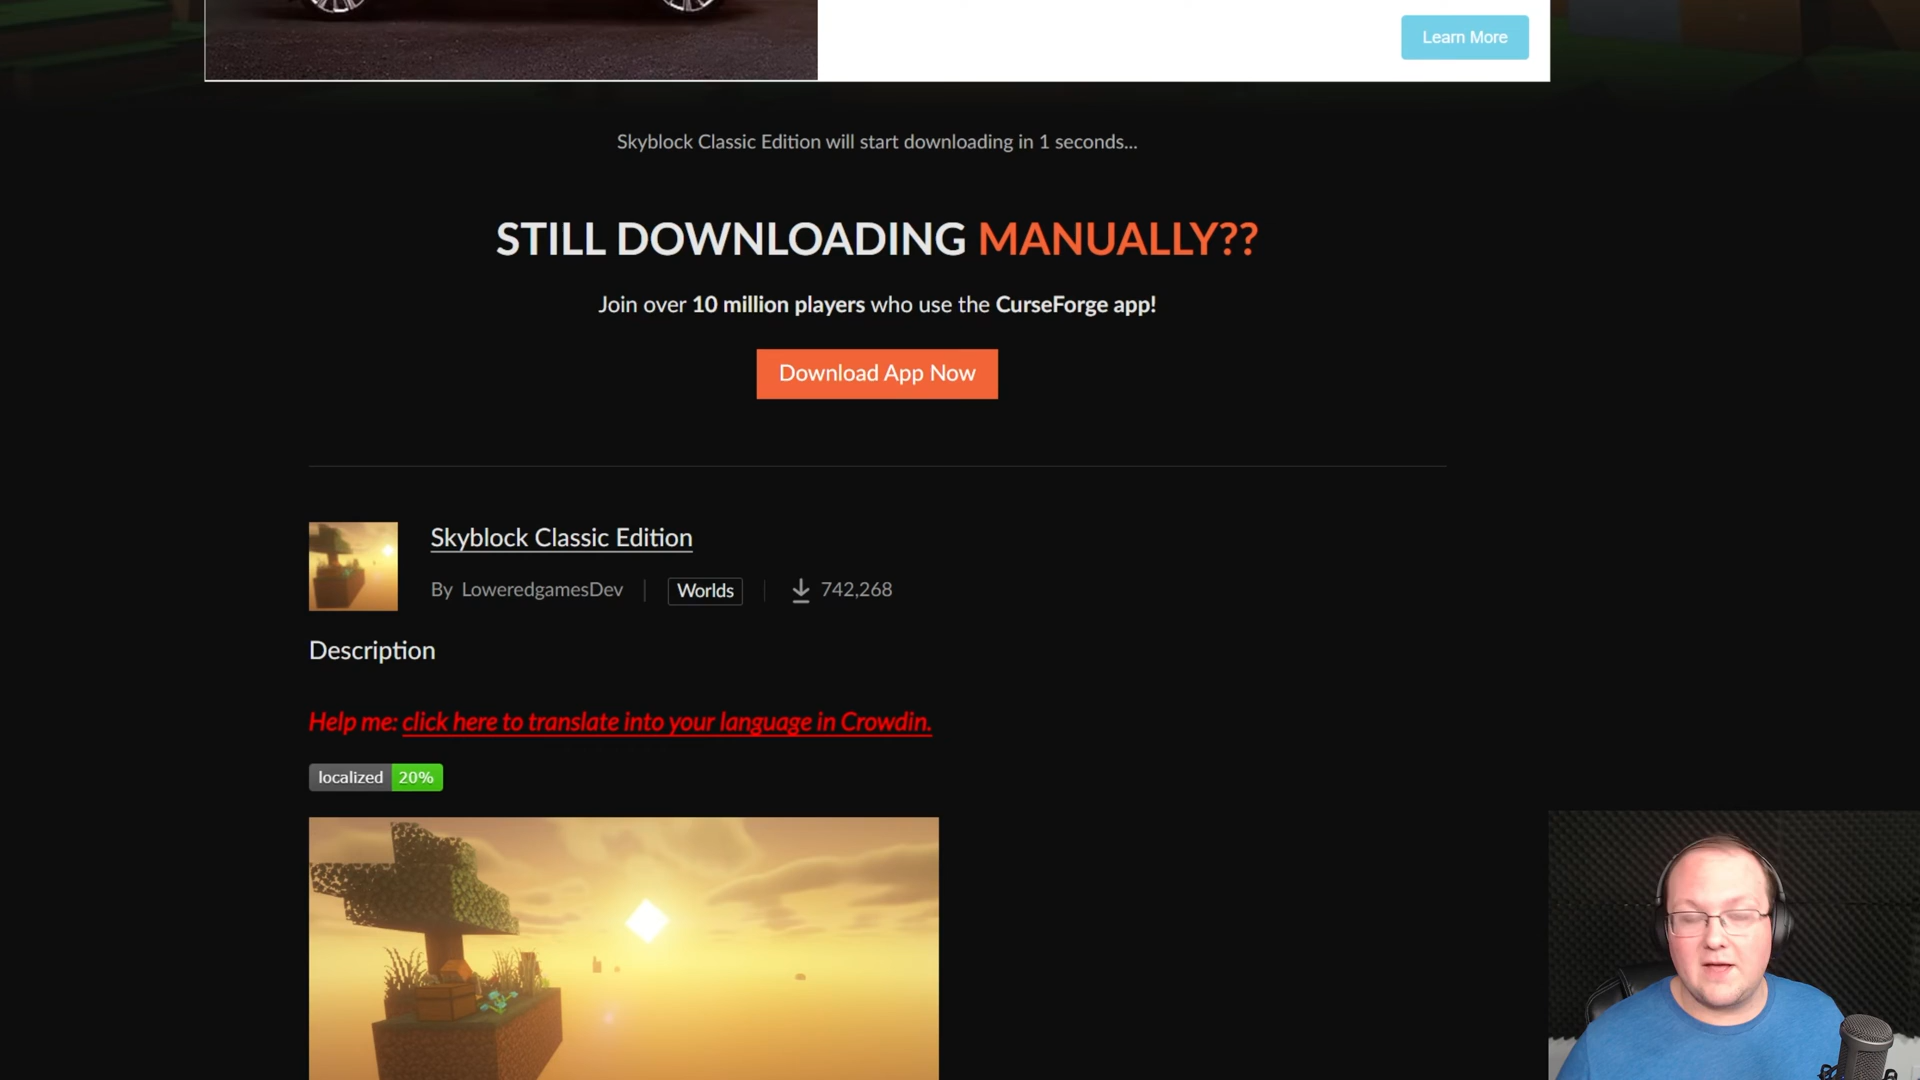 Learn More
Skyblock Classic Edition will start downloading in 1 seconds...
STILL DOWNLOADING MANUALLY??
Join over 10 million players who use the CurseForge app!
Download App Now
Skyblock Classic Edition
By LoweredgamesDev
Worlds
742,268
Description
Help me: click here to translate into your language in Crowdin.
localized 20%